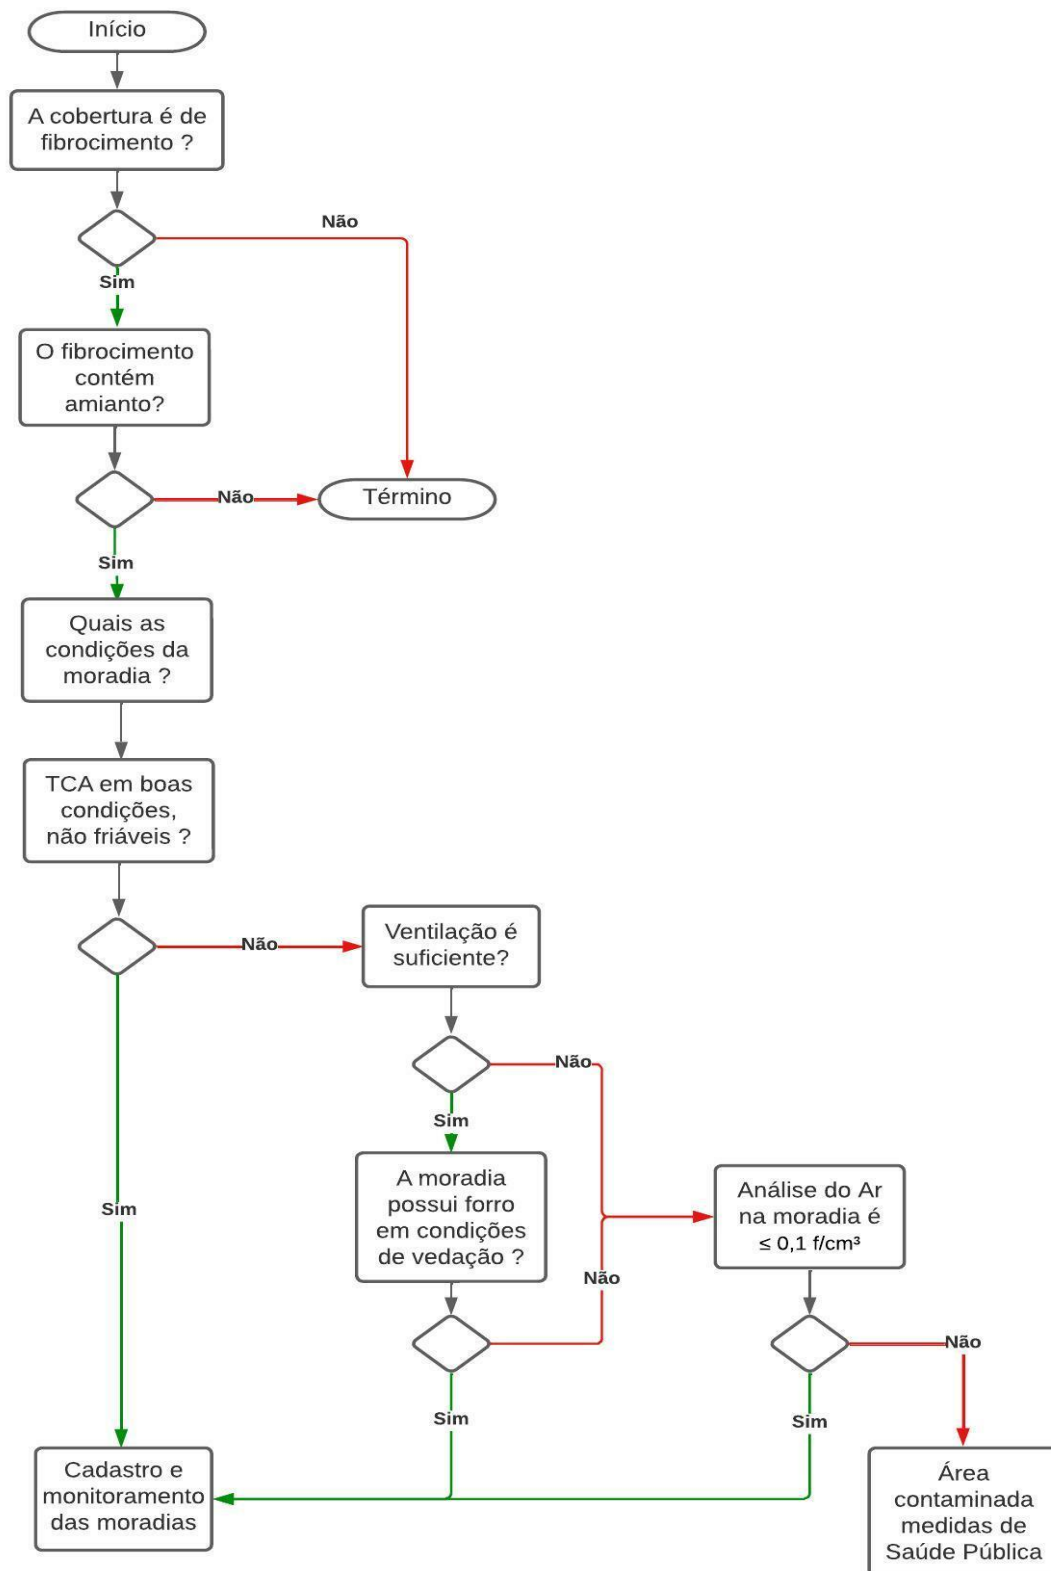 Início
A cobertura é de
fibrocimento ?
Não
Sim
O fibrocimento
contém
amianto?
Não
Término
Sim
Quais as
condições da
moradia ?
TCA em boas
condições,
não friáveis ?
Não
Ventilação é
suficiente?
Não
Sim
A moradia
possui forro
em condições
de vedação ?
Análise do Ar
na moradia é
≤ 0,1 f/cm³
Sim
Não
Não
Sim
Sim
Cadastro e
monitoramento
das moradias
Área
contaminada
medidas de
Saúde Pública